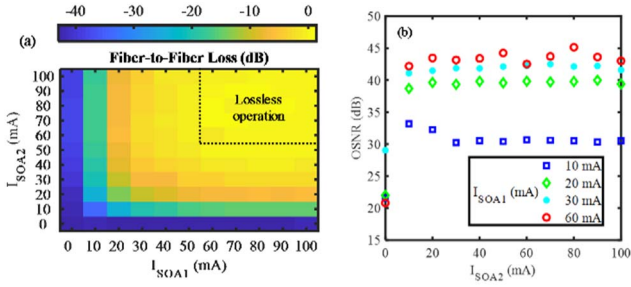 -40 -30 -20 -10 0
(a)
Fiber-to-Fiber Loss (dB)
100
90
80
70
60
50
40
30
20
10
0
I_SOA2 (mA)
Lossless
operation
0 10 20 30 40 50 60 70 80 90 100
I_SOA1 (mA)
(b)
50
45
40
35
30
25
20
15
OSNR (dB)
I_SOA1 (mA)
10 mA
20 mA
30 mA
60 mA
0 20 40 60 80 100
I_SOA2 (mA)